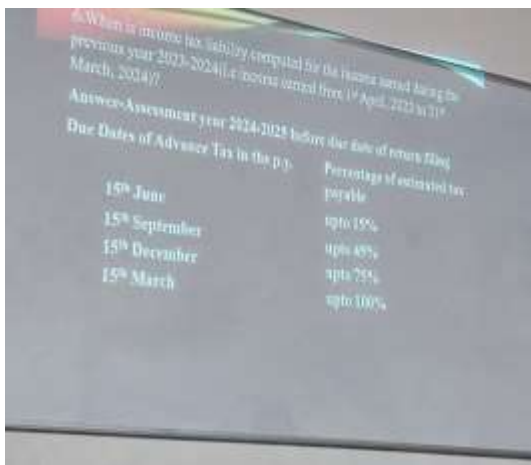 6.When is income tax liability computed for the income earned during the
previous year 2023-2024(i.e income earned from 1st April, 2023 to 31st
March, 2024)?
Answer-Assessment year 2024-2025 before due date of return filing
Due Dates of Advance Tax in the p.y. Percentage of estimated tax
payable
15th June upto 15%
15th September upto 45%
15th December upto 75%
15th March upto 100%